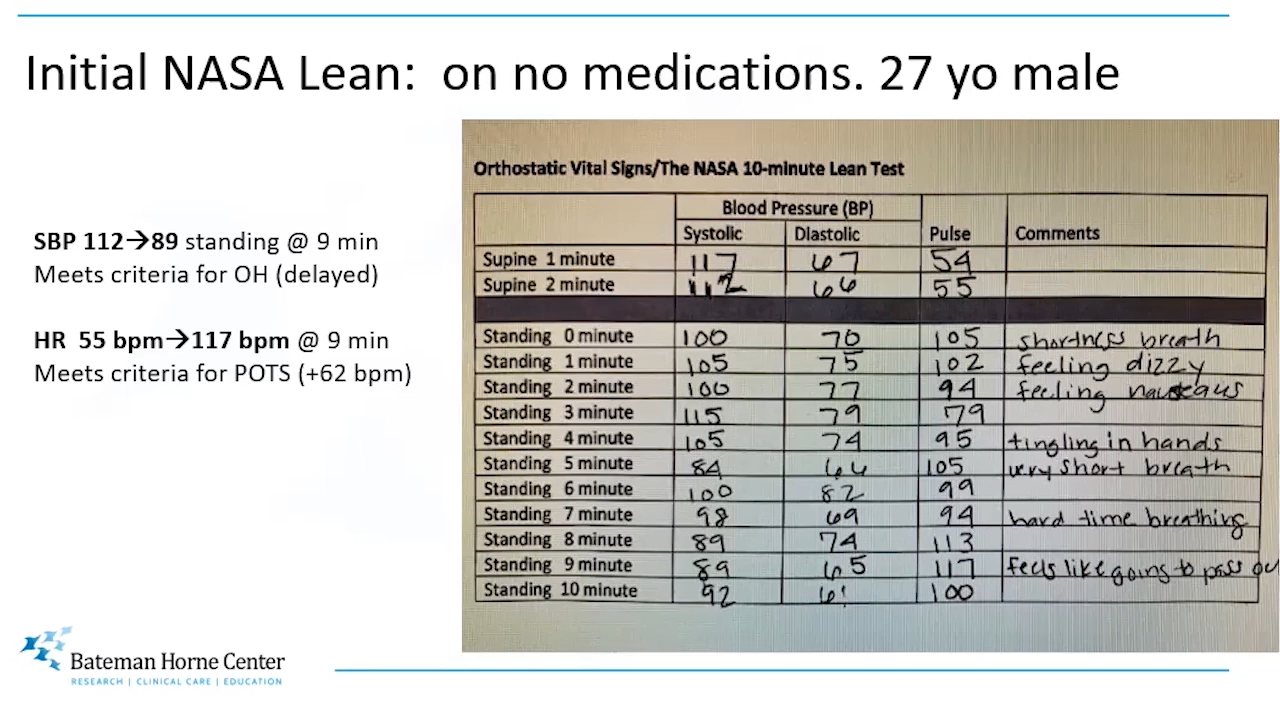 Initial NASA Lean: on no medications. 27 yo male
SBP 112→89 standing @ 9 min
Meets criteria for OH (delayed)
HR 55 bpm→117 bpm @ 9 min
Meets criteria for POTS (+62 bpm)
Orthostatic Vital Signs/The NASA 10-minute Lean Test
Blood Pressure (BP)
Systolic Diastolic Pulse Comments
Supine 1 minute 117 67 54
Supine 2 minute 112 66 55
Standing 0 minute 100 70 105 shortness breath
Standing 1 minute 105 75 102 feeling dizzy
Standing 2 minute 100 77 94 feeling
Standing 3 minute 115 79 79
Standing 4 minute 105 74 95 tingling in hands
Standing 5 minute 84 64 105 very short breath
Standing 6 minute 100 82 99
Standing 7 minute 98 69 94 hard time breathing
Standing 8 minute 89 74 113
Standing 9 minute 89 65 117 feels like going to pass ou
Standing 10 minute 92 100
Bateman Horne Center
RESEARCH | CLINICAL CARE | EDUCATION